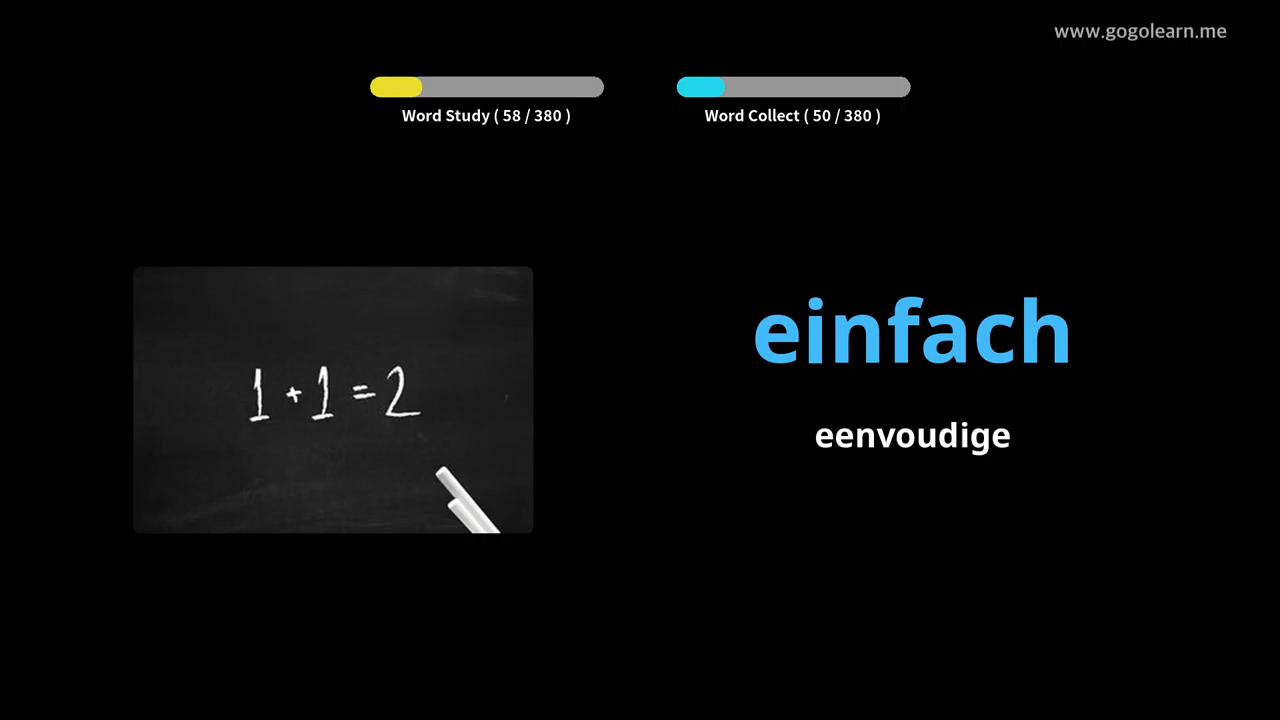 www.gogolearn.me
Word Study ( 58 / 380 )
Word Collect ( 50 / 380 )
einfach
1 + 1 = 2
eenvoudige